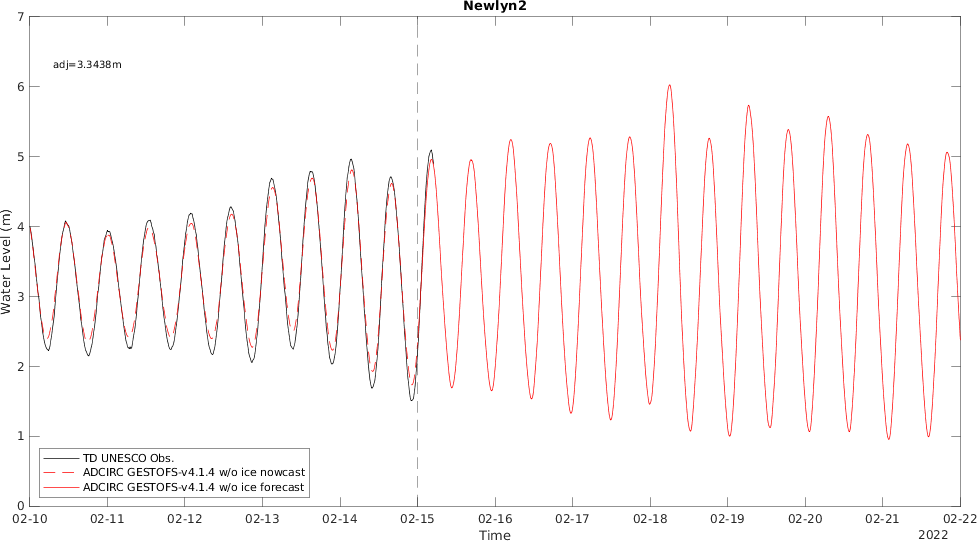 Newlyn2
7
adj=3.3438m
6
5
4
3
2
1
0
Water Level (m)
TD UNESCO Obs.
ADCIRC GESTOFS-v4.1.4 w/o ice nowcast
ADCIRC GESTOFS-v4.1.4 w/o ice forecast
02-10 02-11 02-12 02-13 02-14 02-15 02-16 02-17 02-18 02-19 02-20 02-21 02-22
Time
2022